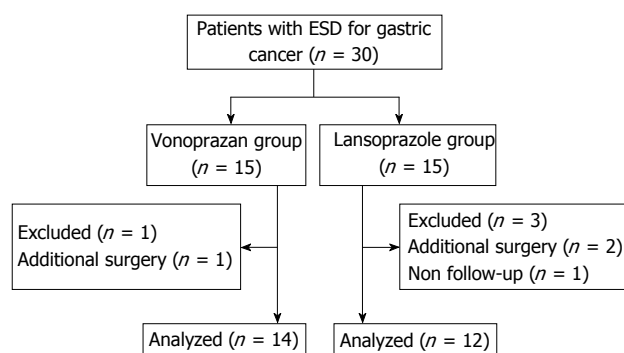 Patients with ESD for gastric
cancer (n = 30)
Vonoprazan group
(n = 15)
Lansoprazole group
(n = 15)
Excluded (n = 1)
Additional surgery (n = 1)
Excluded (n = 3)
Additional surgery (n = 2)
Non follow-up (n = 1)
Analyzed (n = 14)
Analyzed (n = 12)